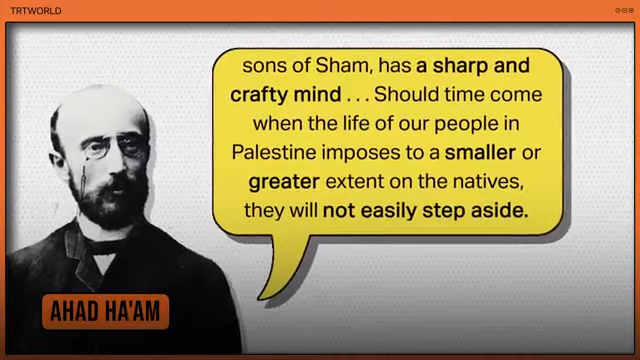 TRTWORLD
sons of Sham, has a sharp and
crafty mind . . . Should time come
when the life of our people in
Palestine imposes to a smaller or
greater extent on the natives,
they will not easily step aside.
AHAD HA'AM